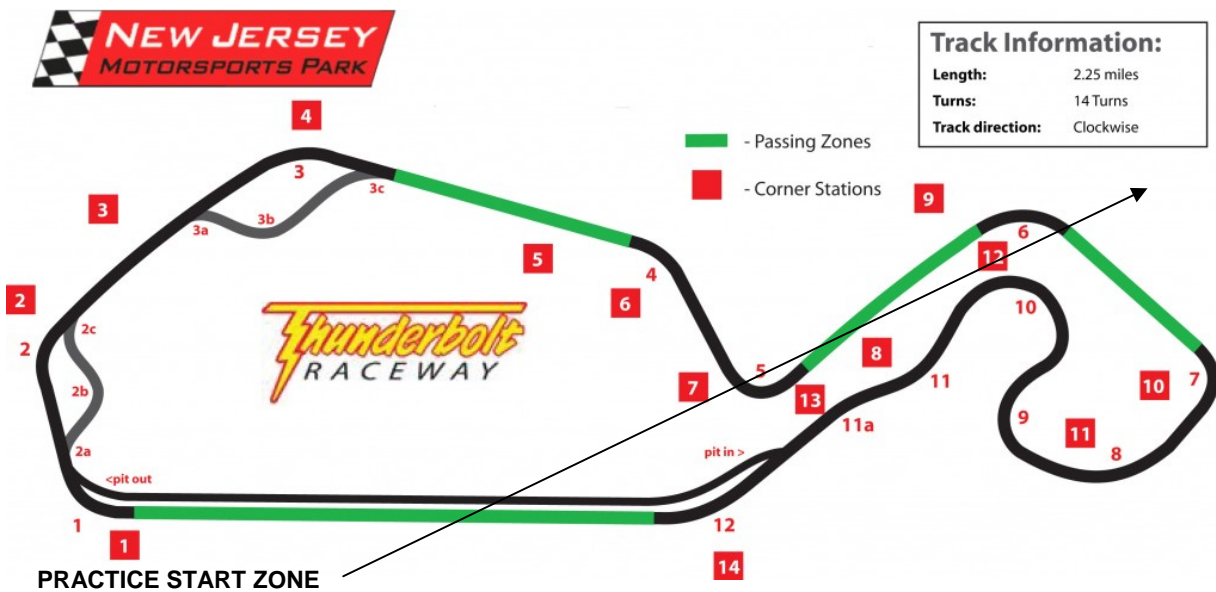 NEW JERSEY
MOTORSPORTS PARK
Track Information:
Length: 2.25 miles
Turns: 14 Turns
Track direction: Clockwise
- Passing Zones
- Corner Stations
4
3
3c
3
3b
3a
9
6
12
5
4
2
6
10
2c
2
Thunderbolt
RACEWAY
8
5
7
11
10
7
2b
13
11a
9
11
8
2a
pit in >
<pit out
1
12
1
14
PRACTICE START ZONE